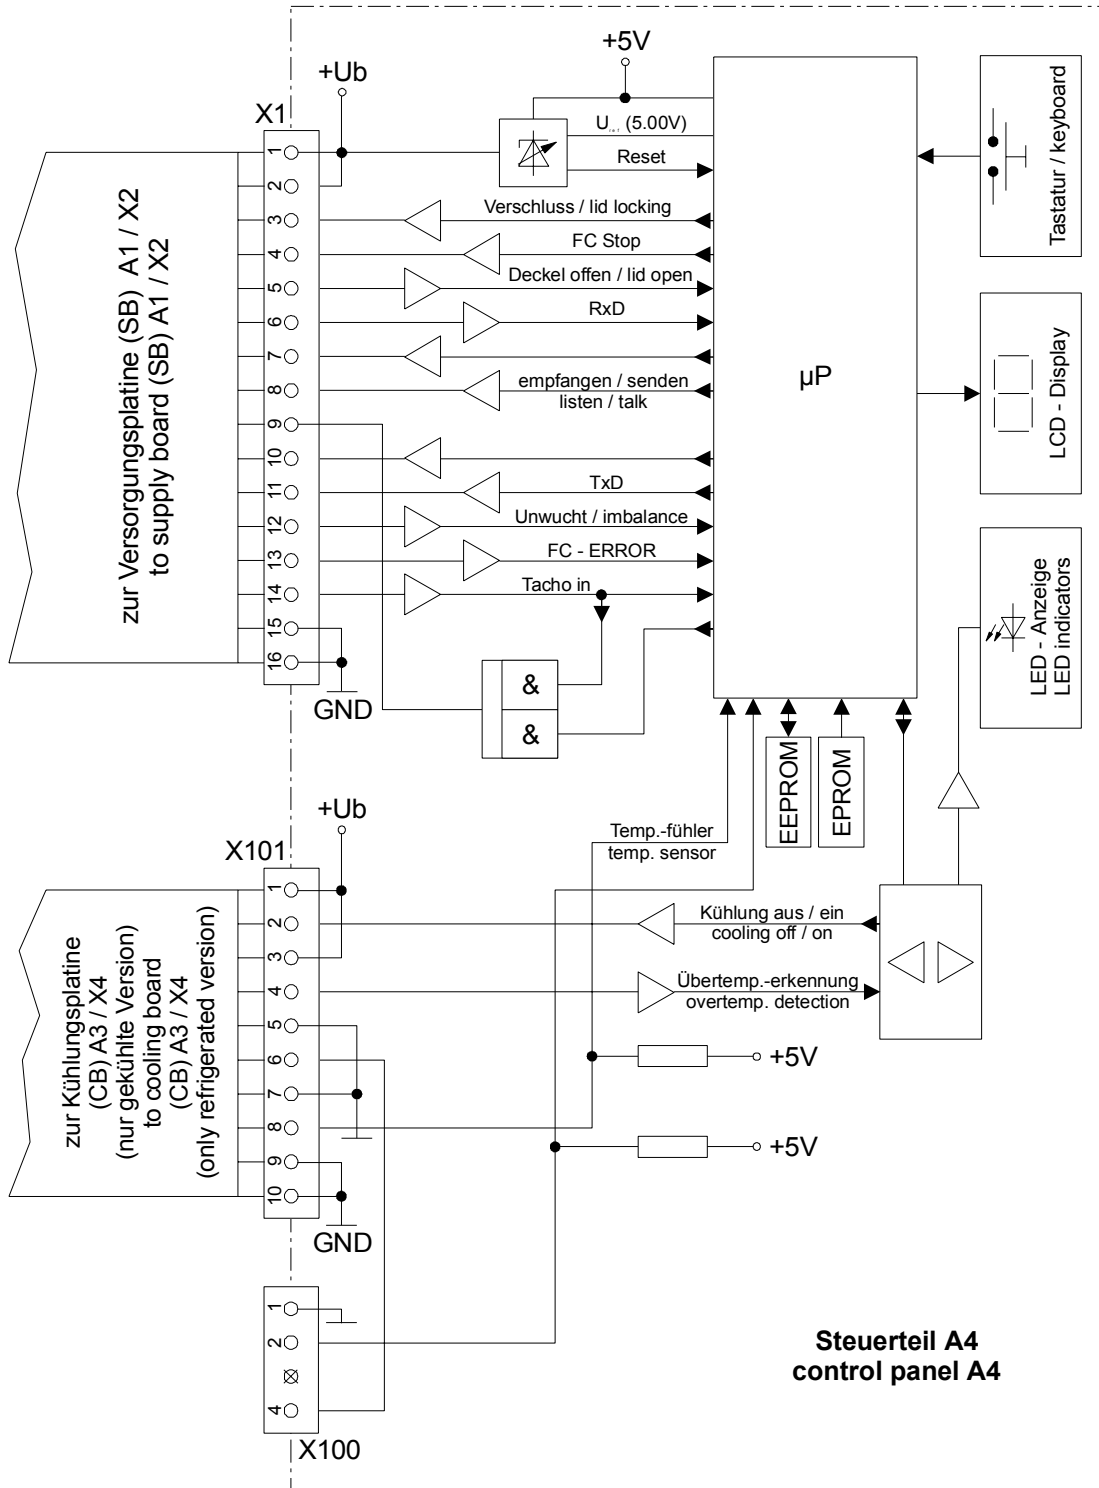 +5V
+Ub
X1
U (5.00V)
Reset
Verschluss / lid locking
FC Stop
Deckel offen / lid open
RxD
empfangen / senden
listen / talk
TxD
Unwucht / imbalance
FC - ERROR
Tacho in
1
2
3
4
5
6
7
8
9
10
11
12
13
14
15
16
zur Versorgungsplatine (SB) A1 / X2
to supply board (SB) A1 / X2
GND
&
&
µP
Tastatur / keyboard
LCD - Display
LED - Anzeige
LED indicators
EEPROM
EPROM
+Ub
X101
Temp.-fühler
temp. sensor
Kühlung aus / ein
cooling off / on
Übertemp.-erkennung
overtemp. detection
+5V
+5V
1
2
3
4
5
6
7
8
9
10
zur Kühlungsplatine
(CB) A3 / X4
(nur gekühlte Version)
to cooling board
(CB) A3 / X4
(only refrigerated version)
GND
1
2
4
X100
Steuerteil A4
control panel A4